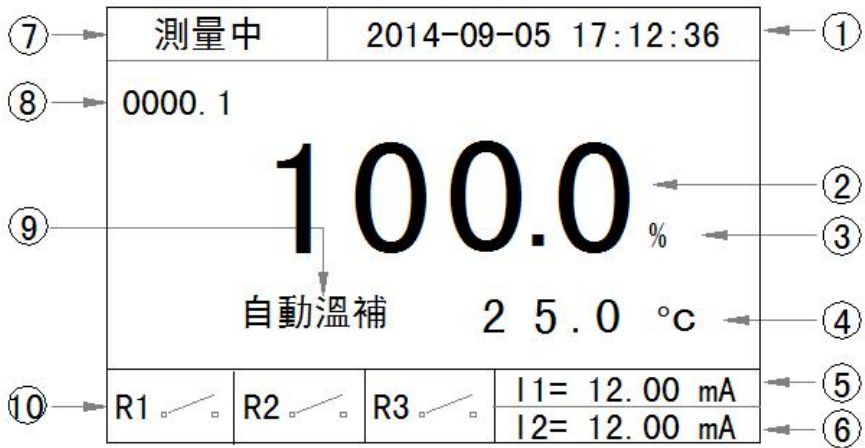 ⑦ 測量中 2014-09-05 17:12:36 ①
⑧ 0000.1
100.0 ②
⑨ % ③
自動溫補 25.0 °C ④
⑩ R1 R2 R3 I1= 12.00 mA ⑤
I2= 12.00 mA ⑥